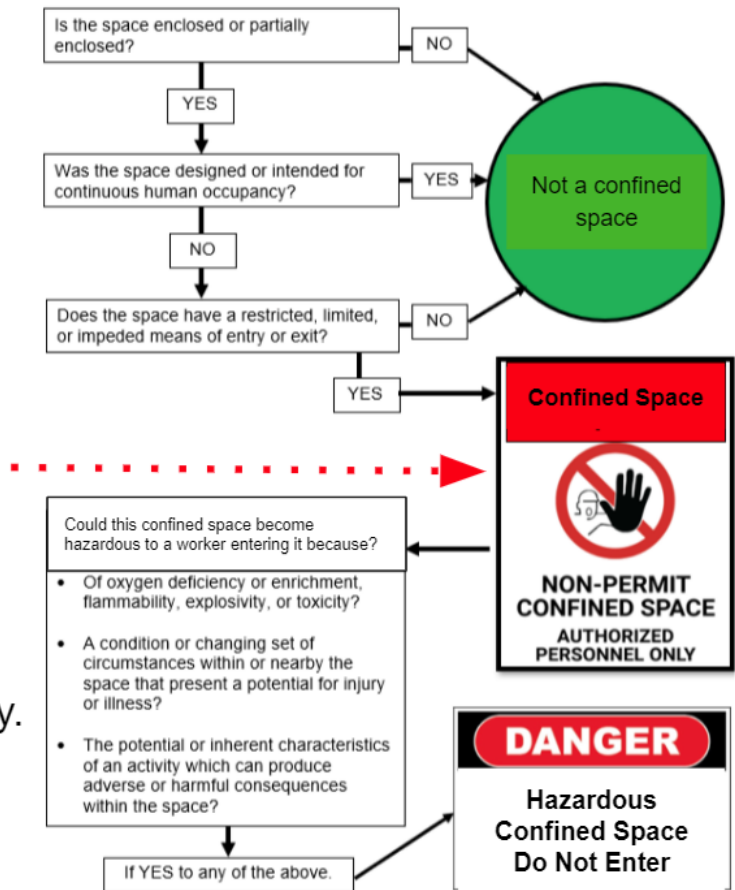 Is the space enclosed or partially
enclosed?
NO
YES
Was the space designed or intended for
continuous human occupancy?
YES
Not a confined
space
NO
Does the space have a restricted, limited,
or impeded means of entry or exit?
NO
YES
Confined Space
NON-PERMIT
CONFINED SPACE
AUTHORIZED
PERSONNEL ONLY
Could this confined space become
hazardous to a worker entering it because?
• Of oxygen deficiency or enrichment,
flammability, explosivity, or toxicity?
• A condition or changing set of
circumstances within or nearby the
space that present a potential for injury
or illness?
y.
• The potential or inherent characteristics
of an activity which can produce
adverse or harmful consequences
within the space?
DANGER
Hazardous
Confined Space
Do Not Enter
If YES to any of the above.